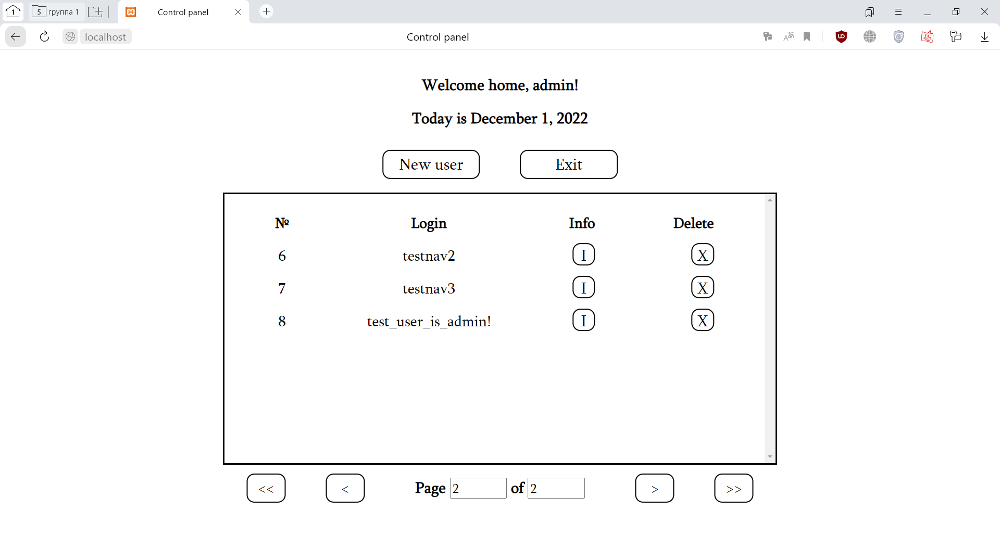 1 5 группа 1 Control panel
localhost Control panel
Welcome home, admin!
Today is December 1, 2022
New user Exit
№ Login Info Delete
6 testnav2 I X
7 testnav3 I X
8 test_user_is_admin! I X
<< < Page 2 of 2 > >>